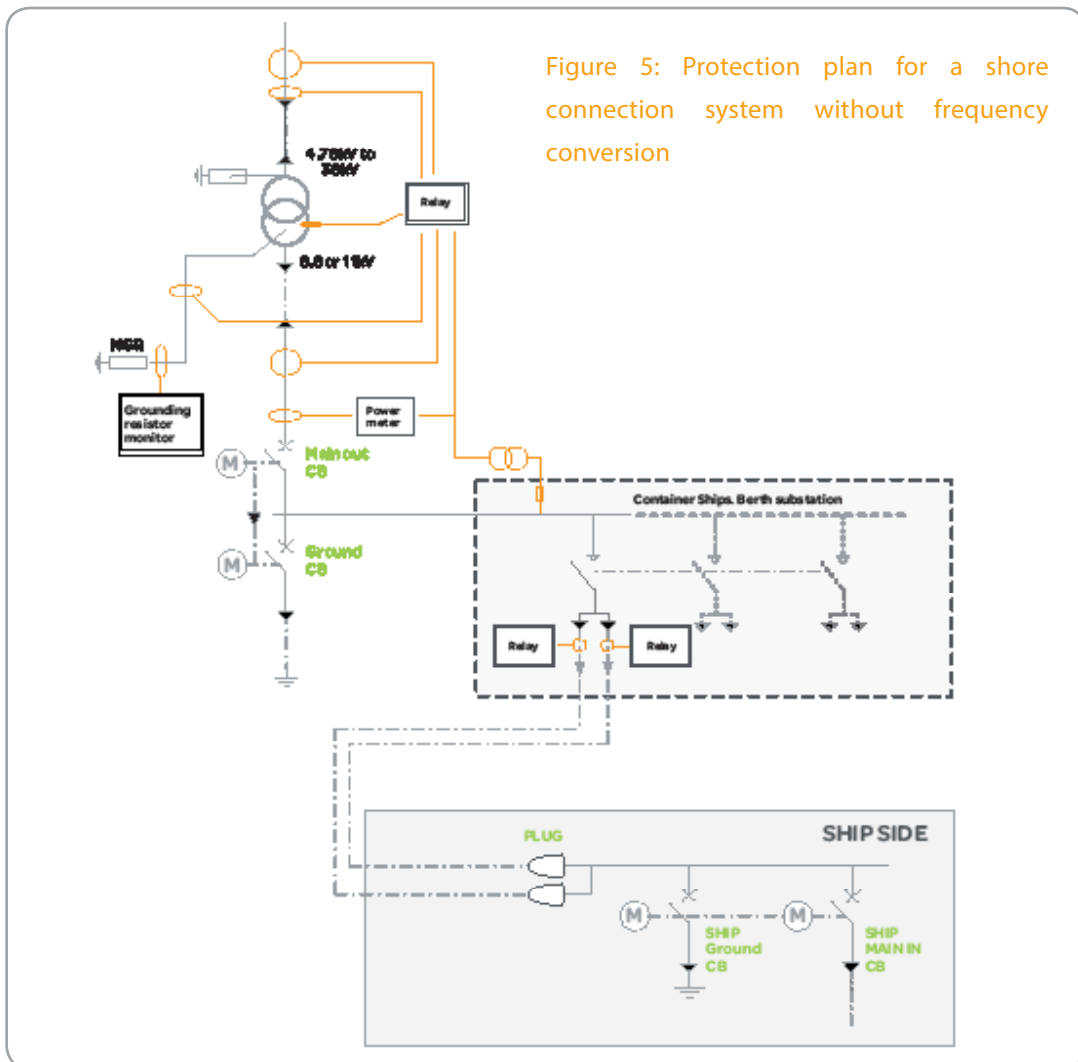 Figure 5: Protection plan for a shore
connection system without frequency
conversion
Relay
Grounding
resistor
monitor
Power
meter
M
Main out
CB
M
Ground
CB
Container Ships. Berth substation
Relay
Relay
PLUG
SHIP SIDE
M
M
SHIP
Ground
CB
SHIP
MAIN IN
CB